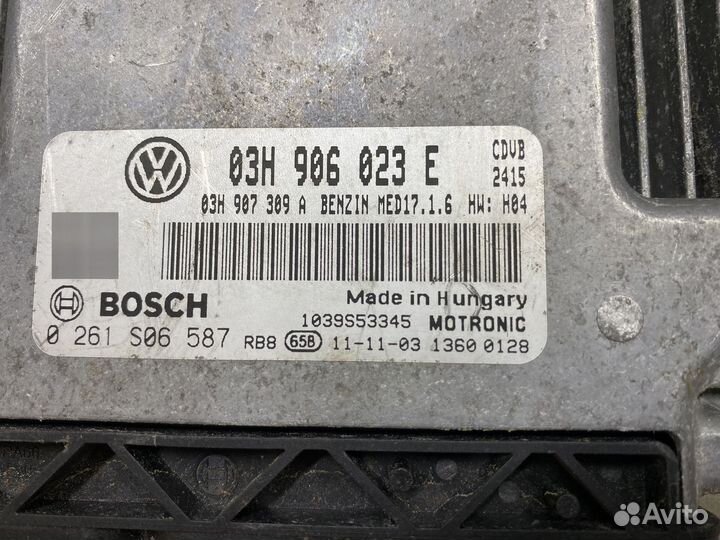 03H 906 023 E
CDVB
2415
03H 907 309 A BENZIN MED17.1.6 HW: H04
BOSCH
Made in Hungary
1039S53345 MOTRONIC
0 261 S06 587 RB8 65B 11-11-03 1360 0128
Avito